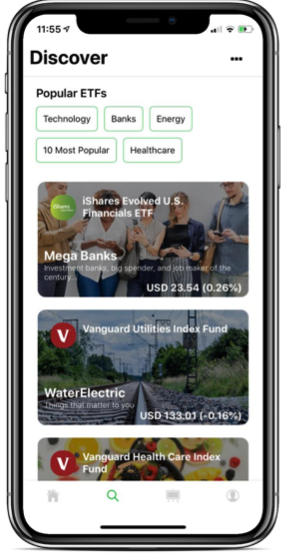 11:55
Discover
Popular ETFs
Technology
Banks
Energy
10 Most Popular
Healthcare
iShares
iShares Evolved U.S.
Financials ETF
Mega Banks
Investment banks, big spender, and job maker of the
century...
USD 23.54 (0.26%)
V
Vanguard Utilities Index Fund
WaterElectric
Things that matter to you
USD 133.01 (-0.16%)
V
Vanguard Health Care Index
Fund